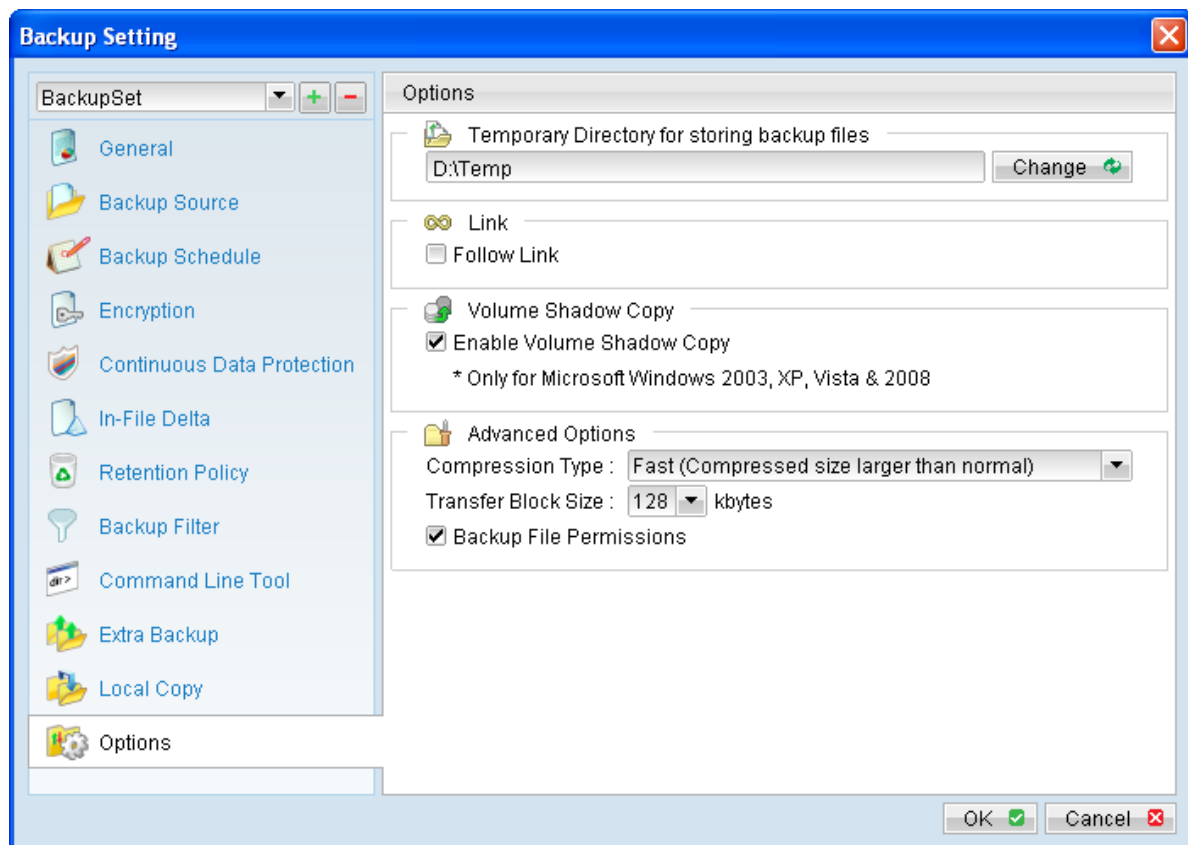 Backup Setting
BackupSet
General
Backup Source
Backup Schedule
Encryption
Continuous Data Protection
In-File Delta
Retention Policy
Backup Filter
dir >
Command Line Tool
Extra Backup
Local Copy
Options
Options
Temporary Directory for storing backup files
D:\Temp
Change
Link
Follow Link
Volume Shadow Copy
Enable Volume Shadow Copy
* Only for Microsoft Windows 2003, XP, Vista & 2008
Advanced Options
Compression Type : Fast (Compressed size larger than normal)
Transfer Block Size : 128 kbytes
Backup File Permissions
OK Cancel